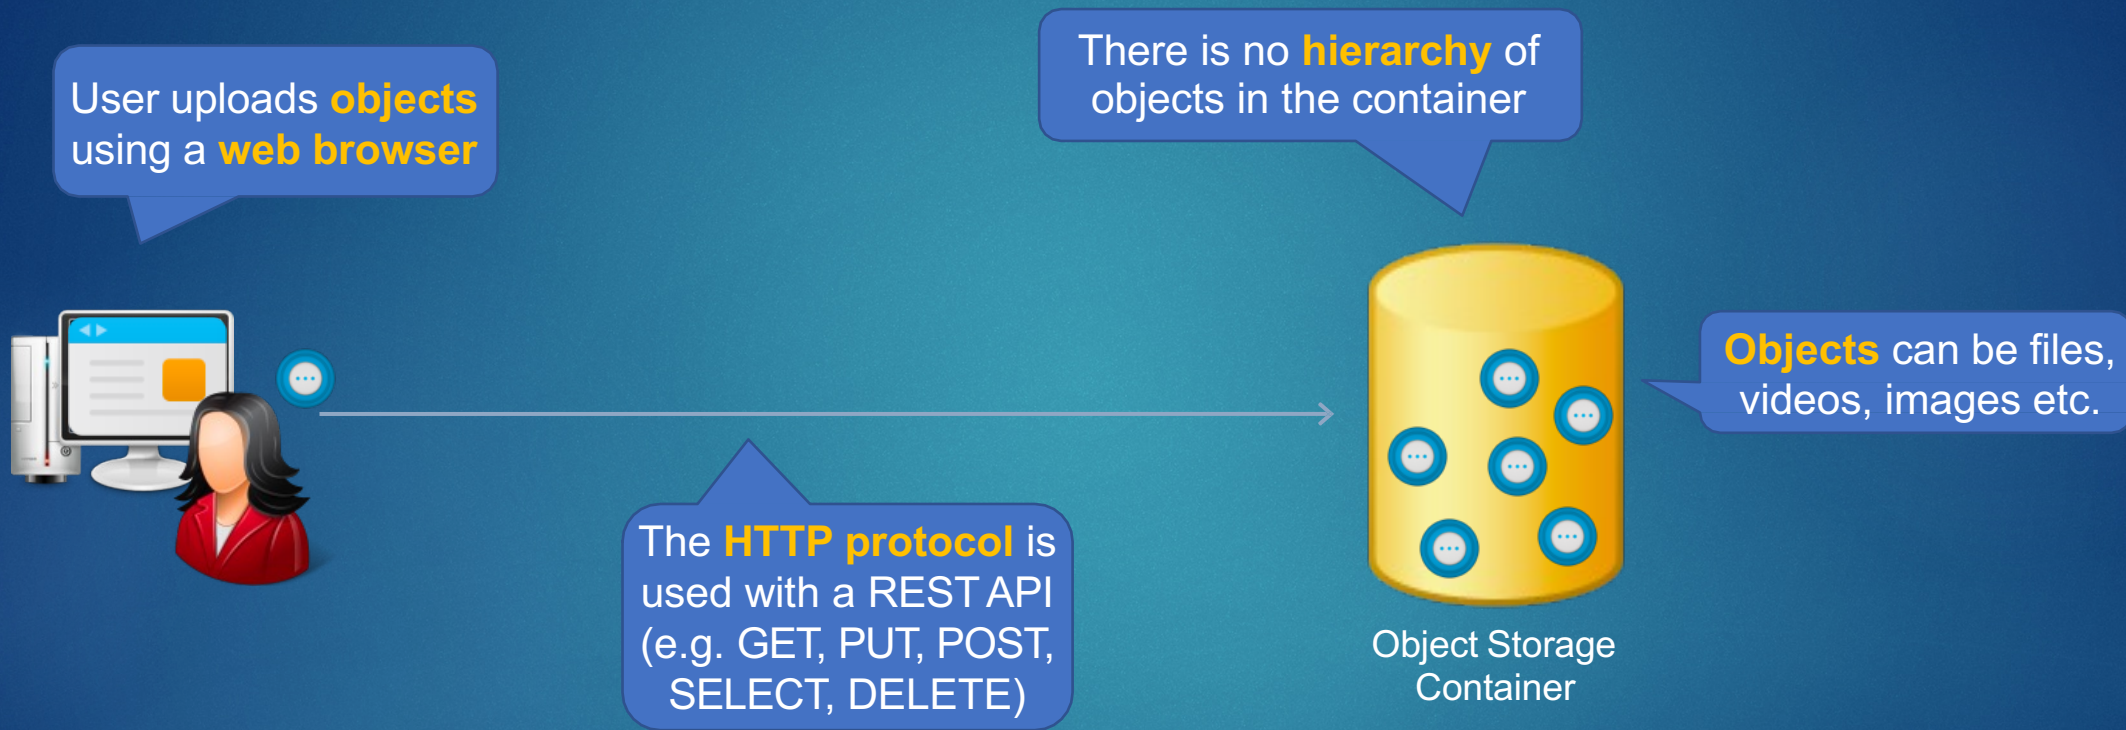 User uploads objects
using a web browser
There is no hierarchy of
objects in the container
Objects can be files,
videos, images etc.
The HTTP protocol is
used with a REST API
(e.g. GET, PUT, POST,
SELECT, DELETE)
Object Storage
Container